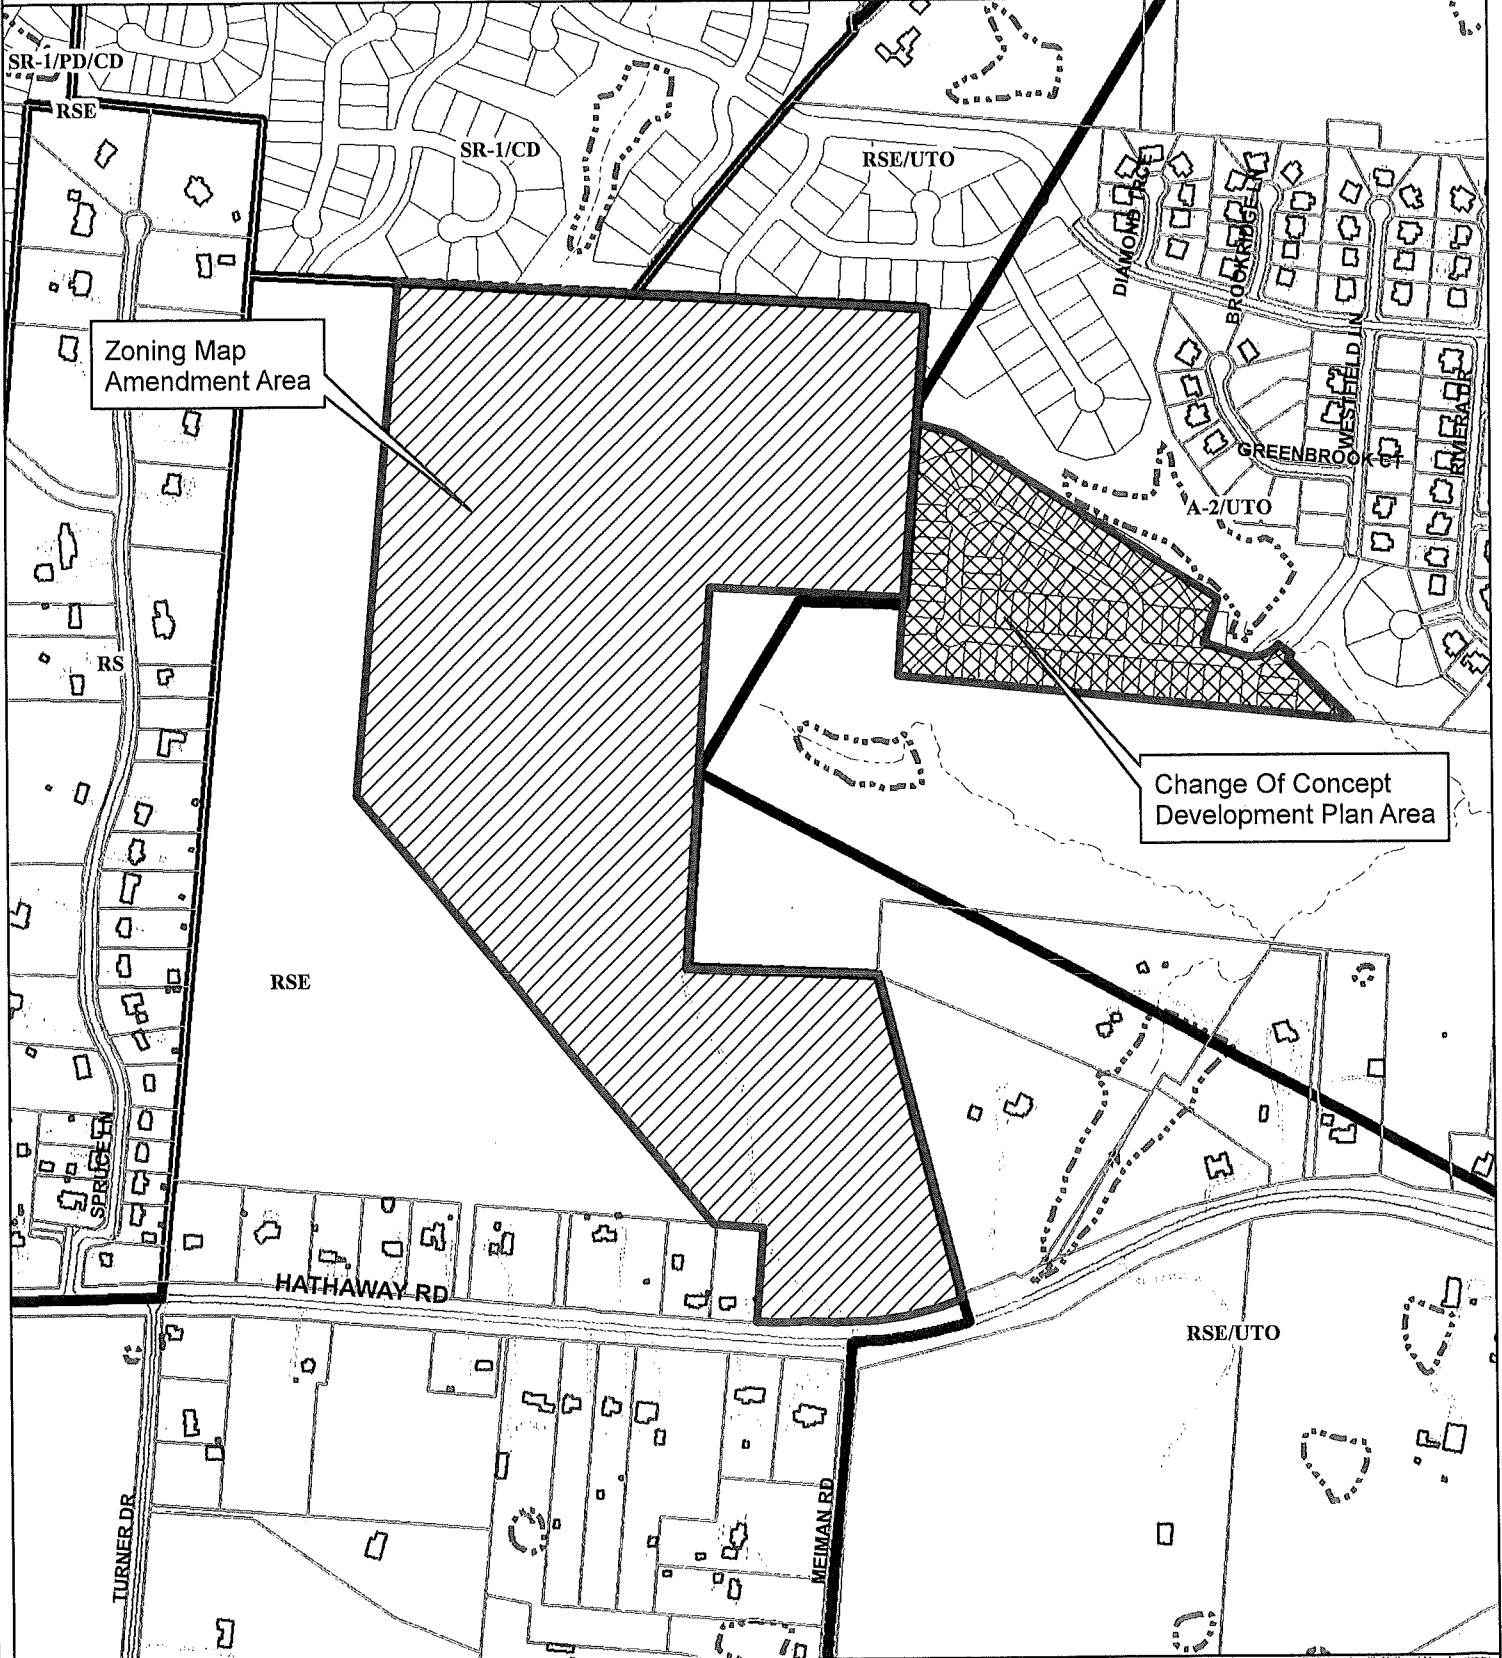 SR-1/PD/CD
RSE
SR-1/CD
RSE/UTO
DIAMOND TRCE
BROOKRIDGE LN
WESTFIELD LN
RIVIERA DR
GREENBROOK CT
A-2/UTO
Zoning Map
Amendment Area
RS
Change Of Concept
Development Plan Area
RSE
SPRUCE LN
HATHAWAY RD
RSE/UTO
TURNER DR
MEIMAN RD